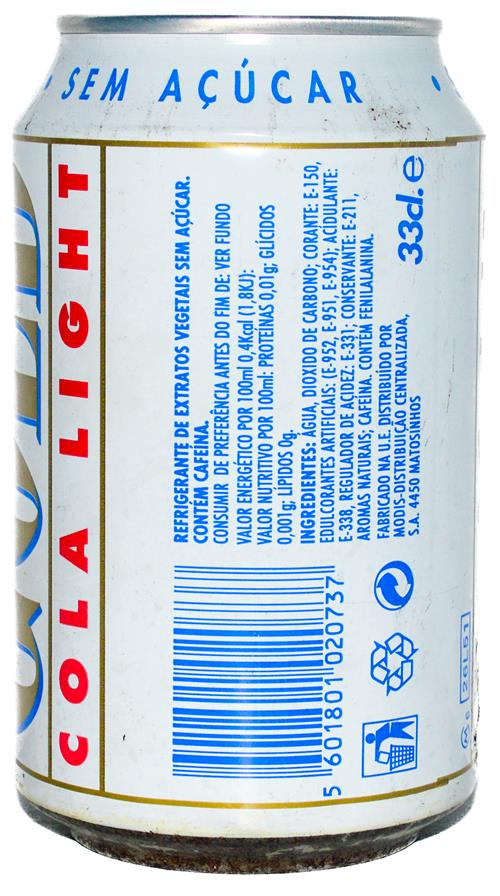 • SEM AÇÚCAR •
GOLD
COLA LIGHT
REFRIGERANTE DE EXTRATOS VEGETAIS SEM AÇÚCAR.
CONTÉM CAFEÍNA.
CONSUMIR DE PREFERÊNCIA ANTES DO FIM DE: VER FUNDO
VALOR ENERGÉTICO POR 100ml 0,4Kcal (1,8KJ):
VALOR NUTRITIVO POR 100ml: PROTEÍNAS 0,01g; GLÍCIDOS
0,001g; LÍPIDOS 0g.
INGREDIENTES: ÁGUA, DIOXIDO DE CARBONO; CORANTE: E-150,
EDULCORANTES ARTIFICIAIS: (E-952, E-951, E-954); ACIDULANTE:
E-338, REGULADOR DE ACIDEZ: E-331; CONSERVANTE: E-211,
AROMAS NATURAIS; CAFEÍNA. CONTÉM FENILALANINA.
FABRICADO NA U.E. DISTRIBUÍDO POR
MODIS-DISTRIBUIÇÃO CENTRALIZADA,
S.A. 4450 MATOSINHOS
33cl. e
5 601801 020737